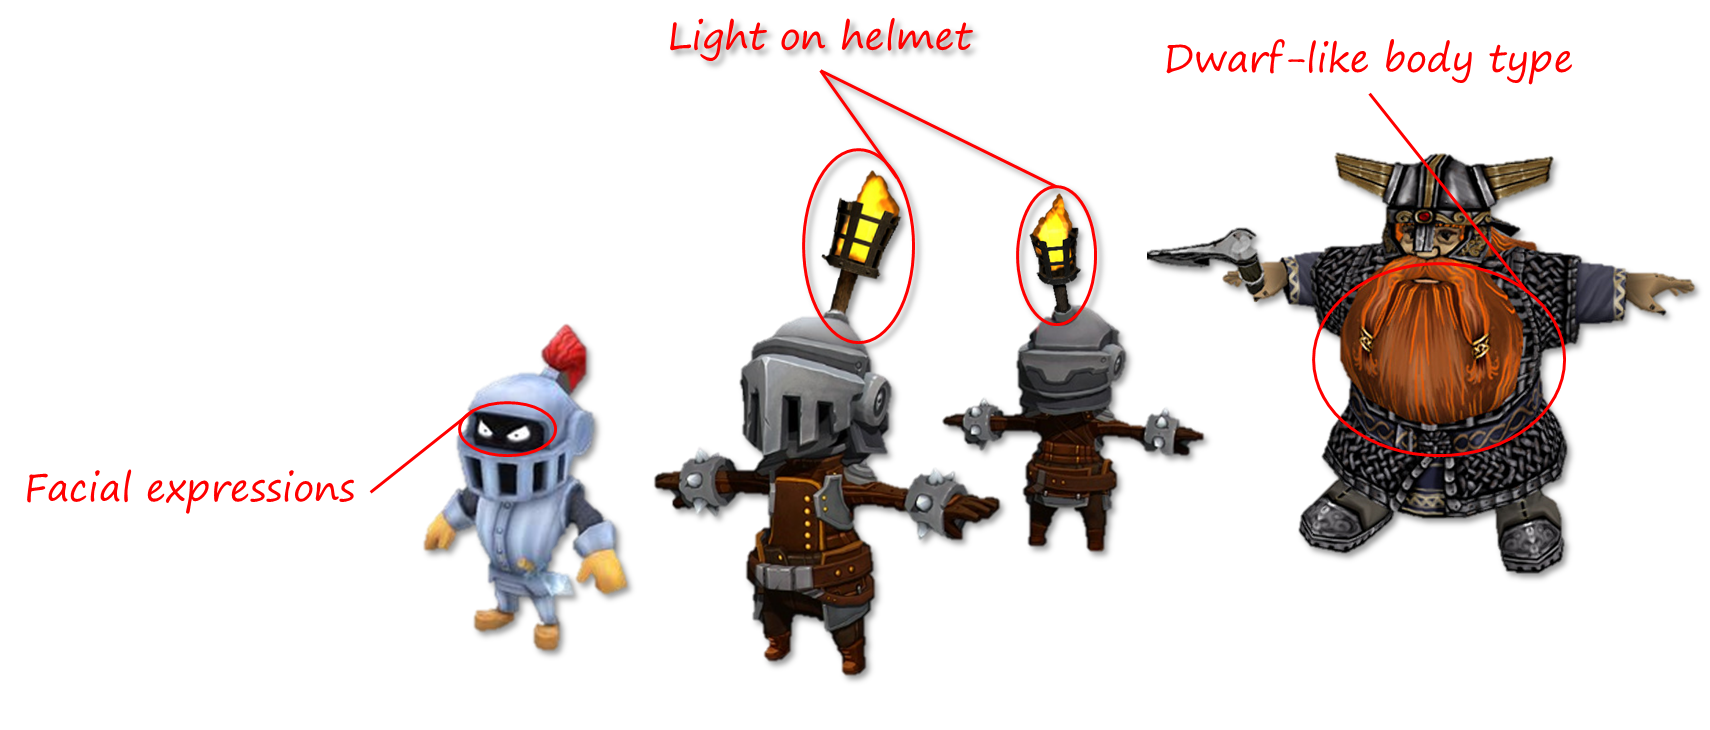 Light on helmet
Dwarf-like body type
Facial expressions